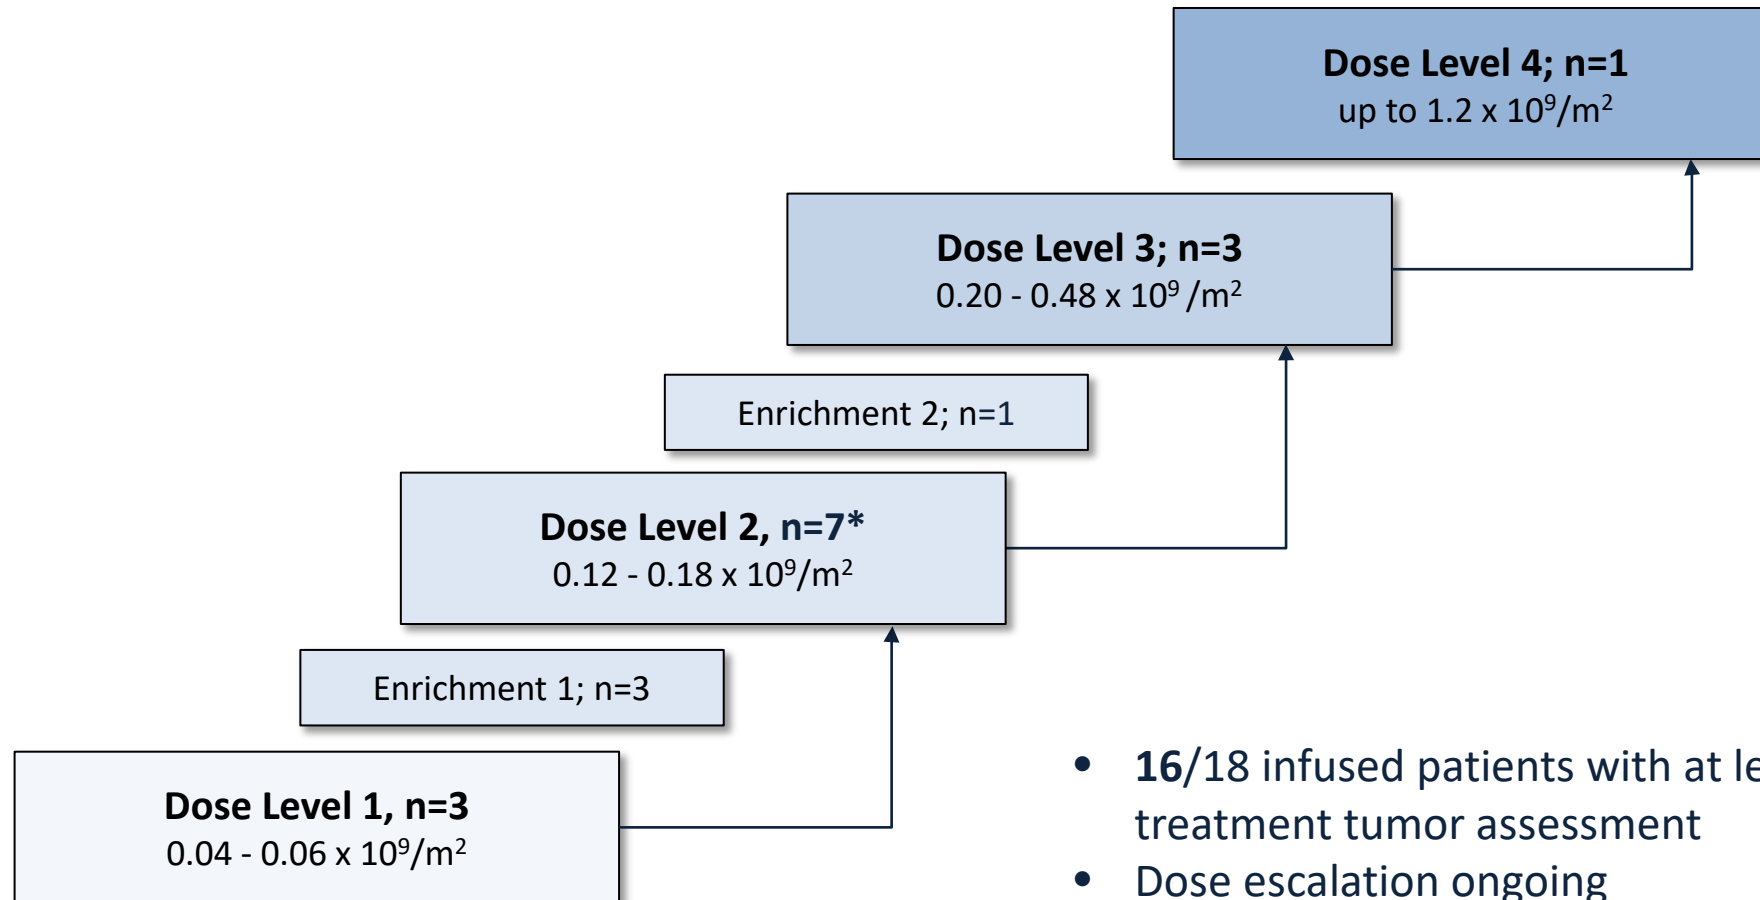 Dose Level 4; n=1
up to 1.2 x 10⁹/m²
Dose Level 3; n=3
0.20 - 0.48 x 10⁹ /m²
Enrichment 2; n=1
Dose Level 2, n=7*
0.12 - 0.18 x 10⁹/m²
Enrichment 1; n=3
Dose Level 1, n=3
0.04 - 0.06 x 10⁹/m²
• 16/18 infused patients with at
treatment tumor assessment
• Dose escalation ongoing